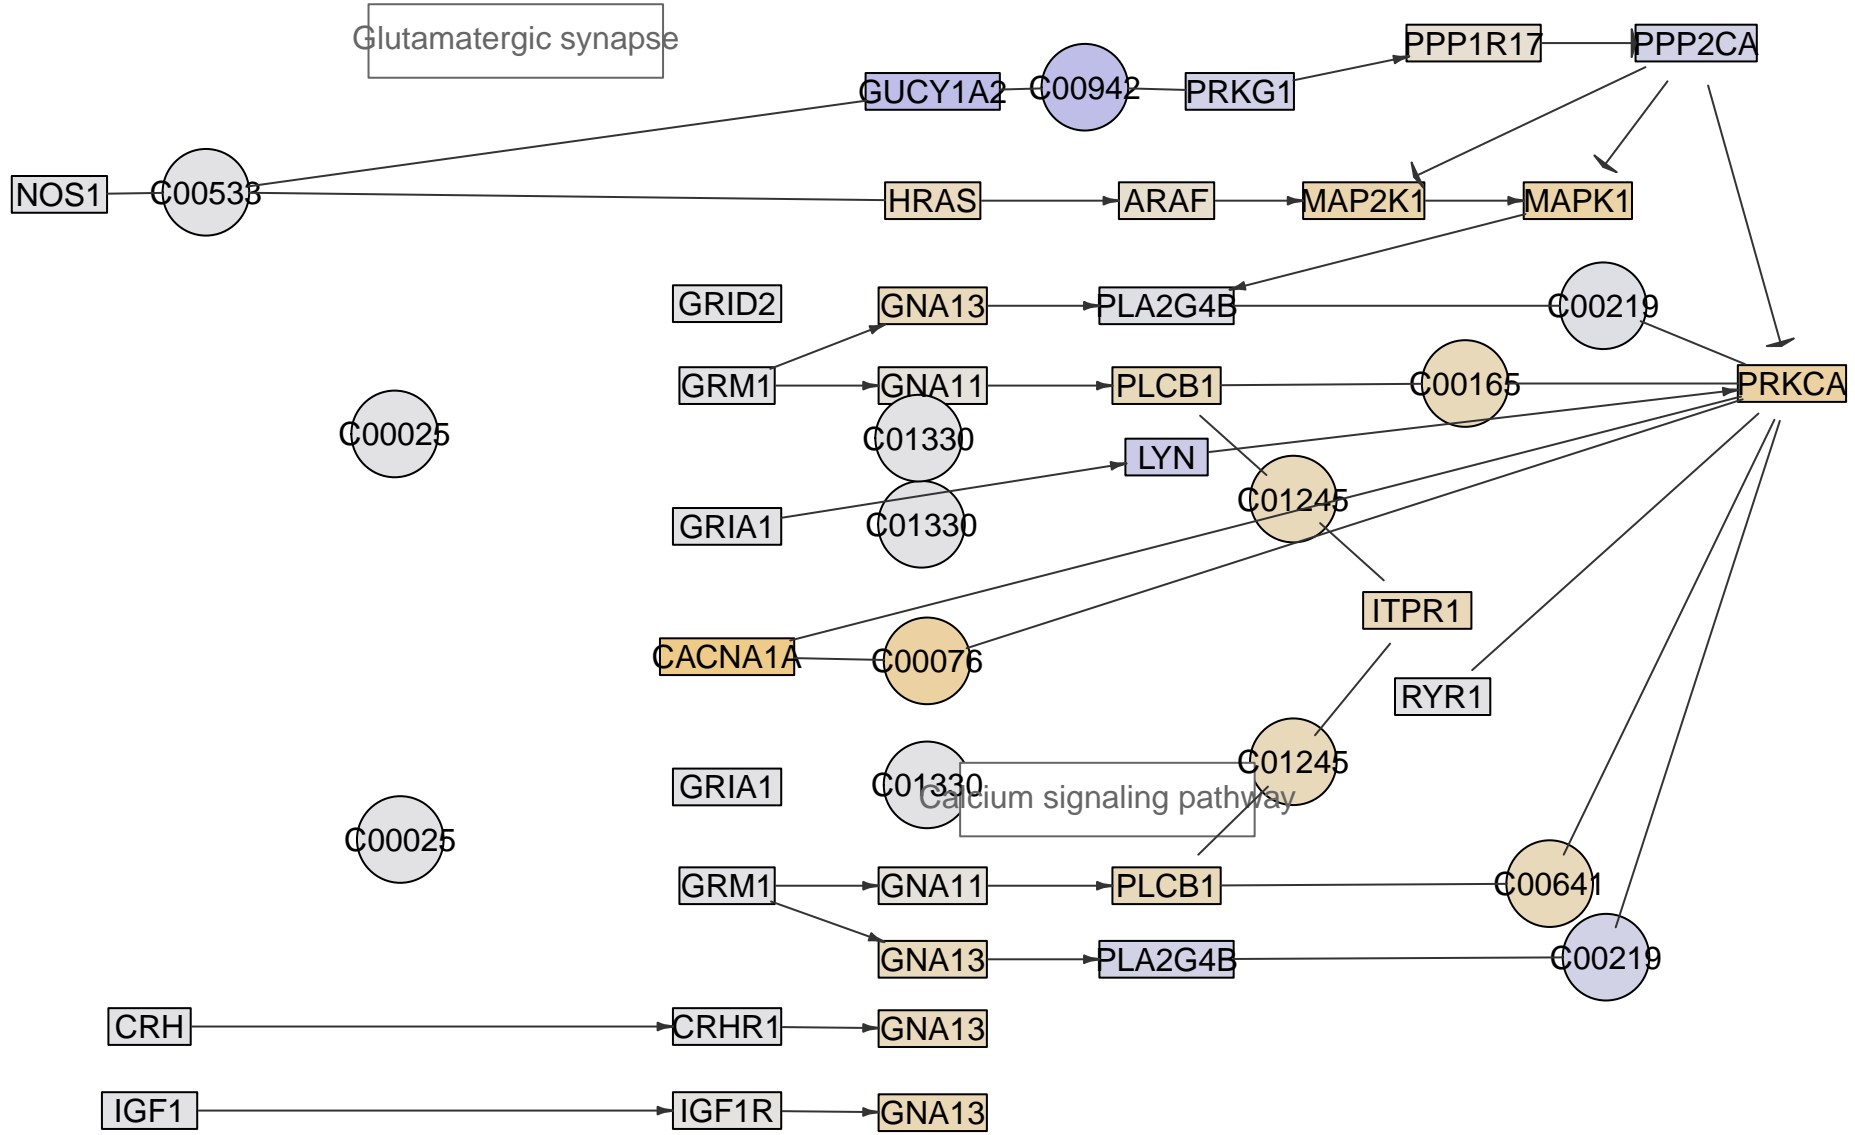 Glutamatergic synapse
PPP1R17
PPP2CA
GUCY1A2
C00942
PRKG1
NOS1
C00533
HRAS
ARAF
MAP2K1
MAPK1
GRID2
GNA13
PLA2G4B
C00219
GRM1
GNA11
PLCB1
C00165
PRKCA
C00025
C01330
LYN
C01245
GRIA1
C01330
ITPR1
CACNA1A
C00076
RYR1
GRIA1
C01330
C01245
Calcium signaling pathway
C00025
GRM1
GNA11
PLCB1
C00641
GNA13
PLA2G4B
C00219
CRH
CRHR1
GNA13
IGF1
IGF1R
GNA13